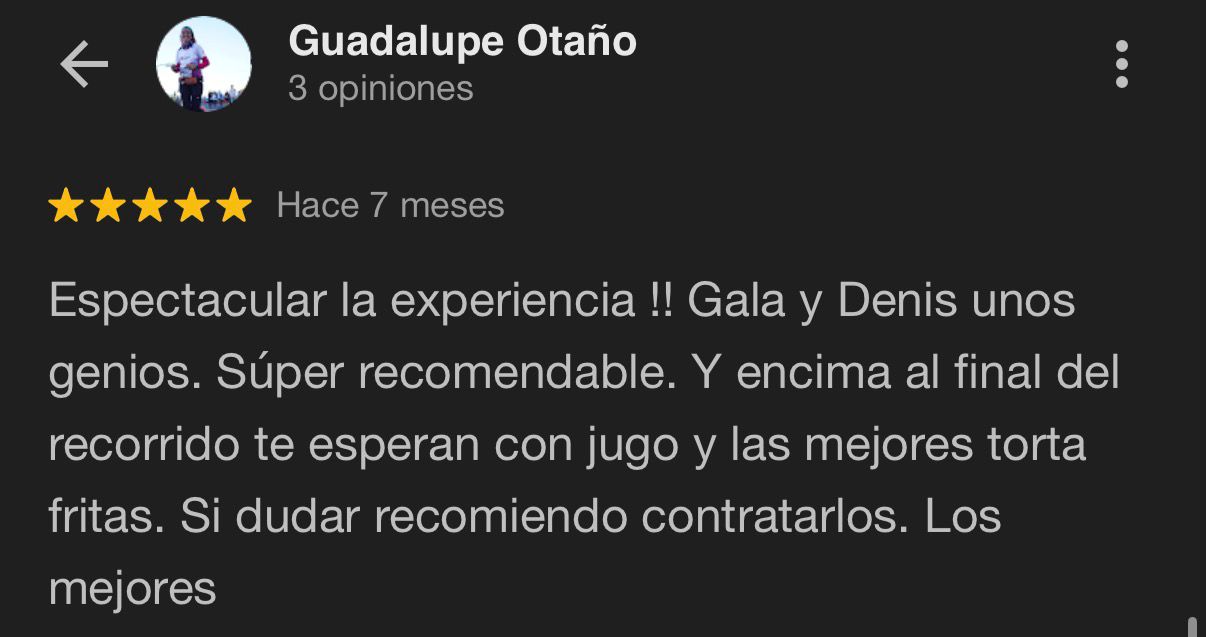 Guadalupe Otaño
3 opiniones
Hace 7 meses
Espectacular la experiencia !! Gala y Denis unos
genios. Súper recomendable. Y encima al final del
recorrido te esperan con jugo y las mejores torta
fritas. Si dudar recomiendo contratarlos. Los
mejores